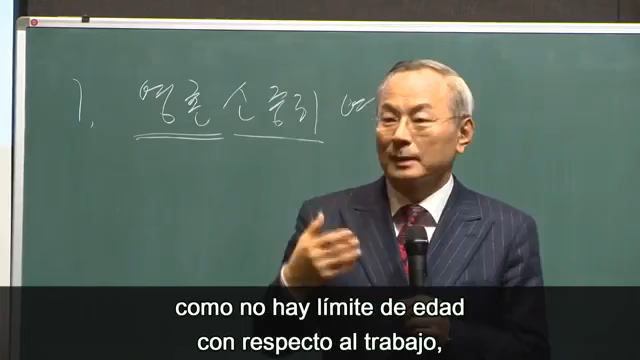 1. 영혼 소중히
como no hay límite de edad
con respecto al trabajo,